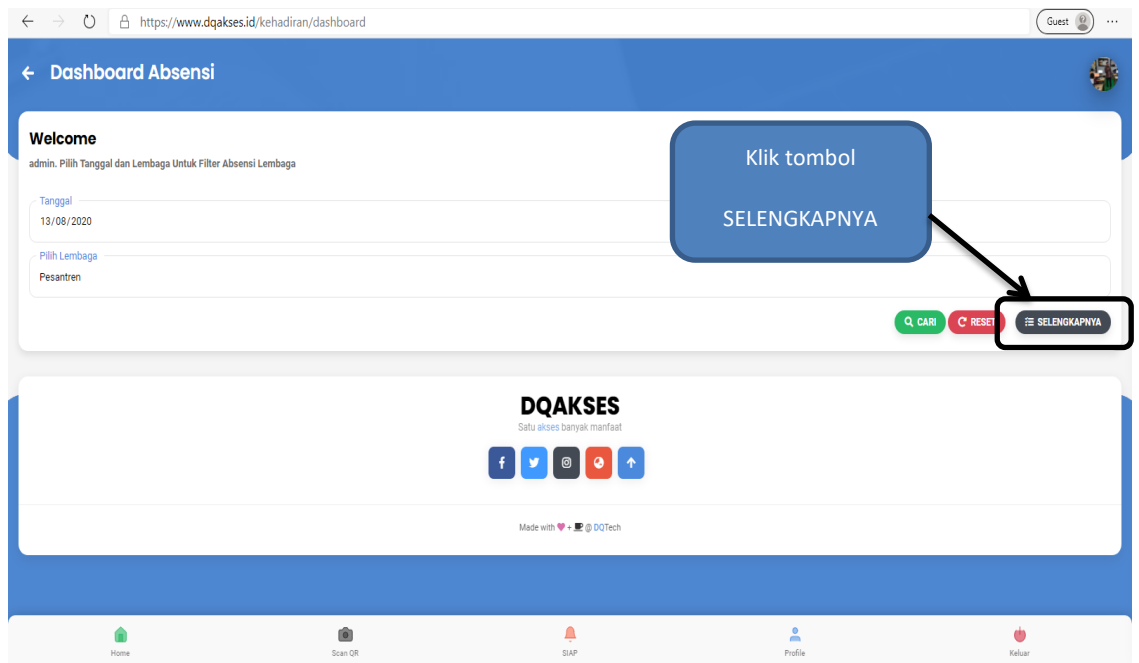 https://www.dqakses.id/kehadiran/dashboard
Guest
Dashboard Absensi
Welcome
admin. Pilih Tanggal dan Lembaga Untuk Filter Absensi Lembaga
Klik tombol
SELENGKAPNYA
Tanggal
13/08/2020
Pilih Lembaga
Pesantren
CARI
RESET
SELENGKAPNYA
DQAKSES
Satu akses banyak manfaat
Made with + @ DQTech
Home
Scan QR
SIAP
Profile
Keluar